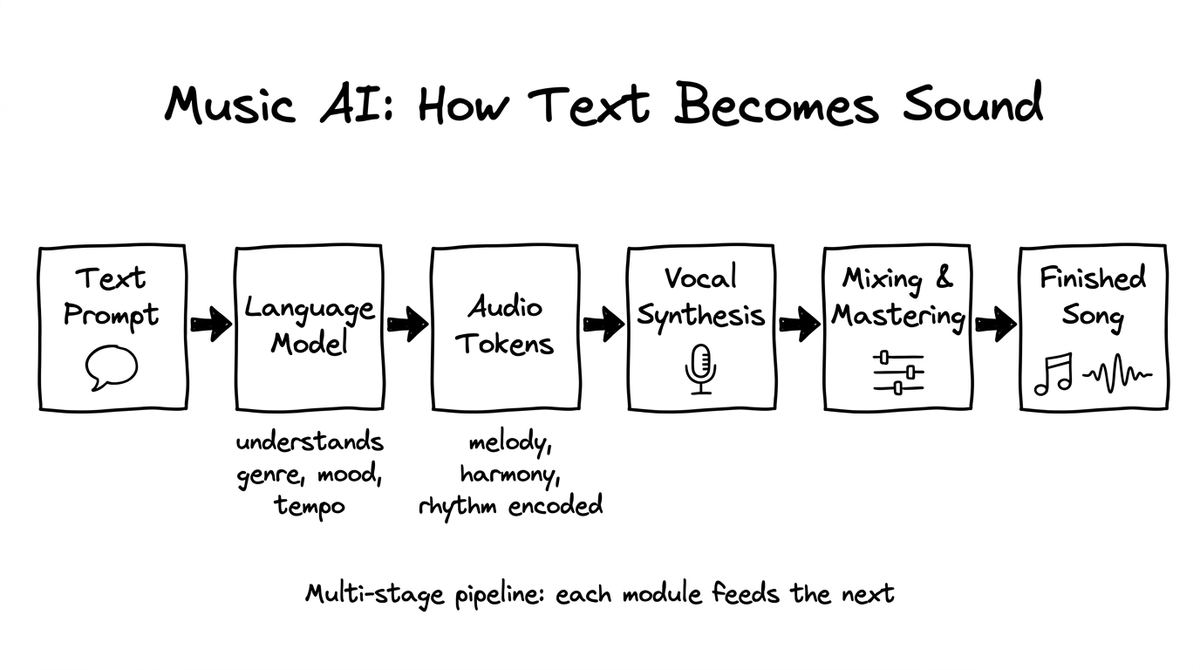 Music AI: How Text Becomes Sound
Text
Prompt
Language
Model
Audio
Tokens
Vocal
Synthesis
Mixing &
Mastering
Finished
Song
understands
genre, mood,
tempo
melody,
harmony,
rhythm encoded
Multi-stage pipeline: each module feeds the next